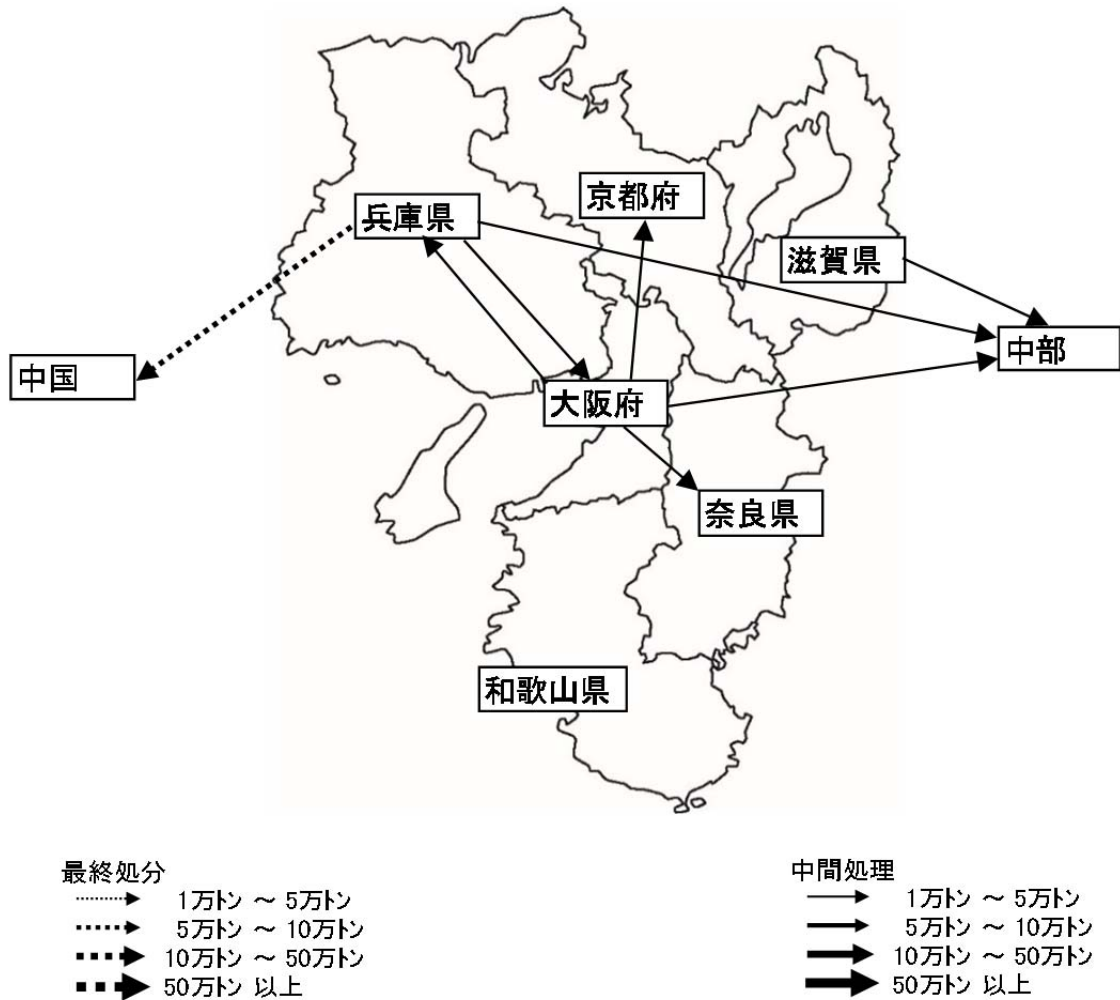 京都府
兵庫県
滋賀県
中部
中国
大阪府
奈良県
和歌山県
最終処分
1万トン ～ 5万トン
5万トン ～ 10万トン
10万トン ～ 50万トン
50万トン 以上
中間処理
1万トン ～ 5万トン
5万トン ～ 10万トン
10万トン ～ 50万トン
50万トン 以上